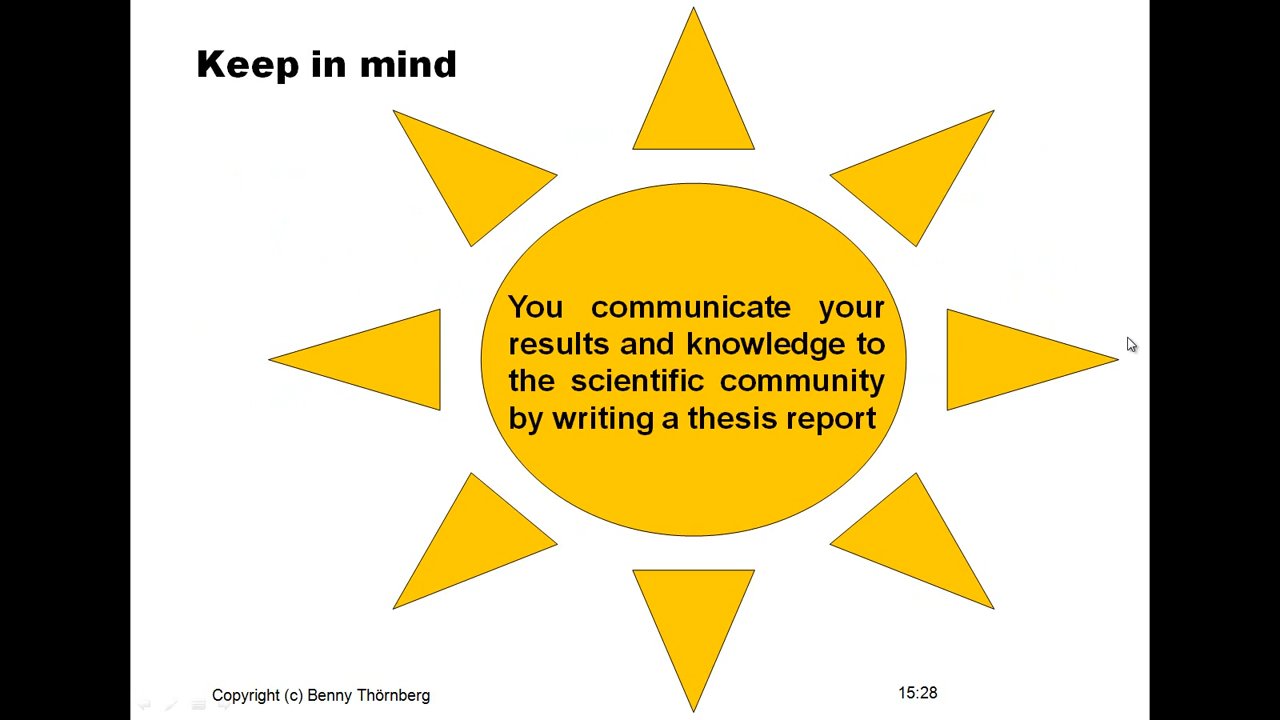 Keep in mind
You communicate your
results and knowledge to
the scientific community
by writing a thesis report
Copyright (c) Benny Thörnberg
15:28